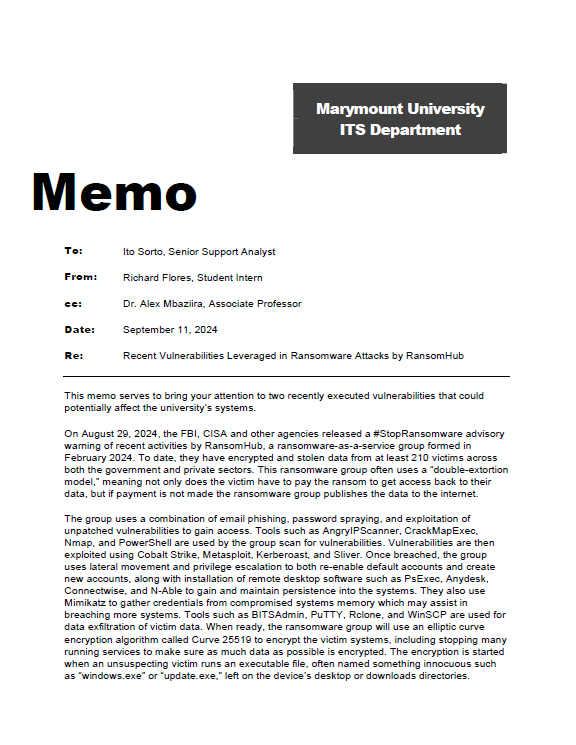 Marymount University
ITS Department
Memo
To: Ito Sorto, Senior Support Analyst
From: Richard Flores, Student Intern
cc: Dr. Alex Mbaziira, Associate Professor
Date: September 11, 2024
Re: Recent Vulnerabilities Leveraged in Ransomware Attacks by RansomHub
This memo serves to bring your attention to two recently executed vulnerabilities that could
potentially affect the university's systems.
On August 29, 2024, the FBI, CISA and other agencies released a #StopRansomware advisory
warning of recent activities by RansomHub, a ransomware-as-a-service group formed in
February 2024. To date, they have encrypted and stolen data from at least 210 victims across
both the government and private sectors. This ransomware group often uses a “double-extortion
model,” meaning not only does the victim have to pay the ransom to get access back to their
data, but if payment is not made the ransomware group publishes the data to the internet.
The group uses a combination of email phishing, password spraying, and exploitation of
unpatched vulnerabilities to gain access. Tools such as AngryIPScanner, CrackMapExec,
Nmap, and PowerShell are used by the group scan for vulnerabilities. Vulnerabilities are then
exploited using Cobalt Strike, Metasploit, Kerberoast, and Sliver. Once breached, the group
uses lateral movement and privilege escalation to both re-enable default accounts and create
new accounts, along with installation of remote desktop software such as PsExec, Anydesk,
Connectwise, and N-Able to gain and maintain persistence into the systems. They also use
Mimikatz to gather credentials from compromised systems memory which may assist in
breaching more systems. Tools such as BITSAdmin, PuTTY, Rclone, and WinSCP are used for
data exfiltration of victim data. When ready, the ransomware group will use an elliptic curve
encryption algorithm called Curve 25519 to encrypt the victim systems, including stopping many
running services to make sure as much data as possible is encrypted. The encryption is started
when an unsuspecting victim runs an executable file, often named something innocuous such
as “windows.exe” or “update.exe,” left on the device's desktop or downloads directories.